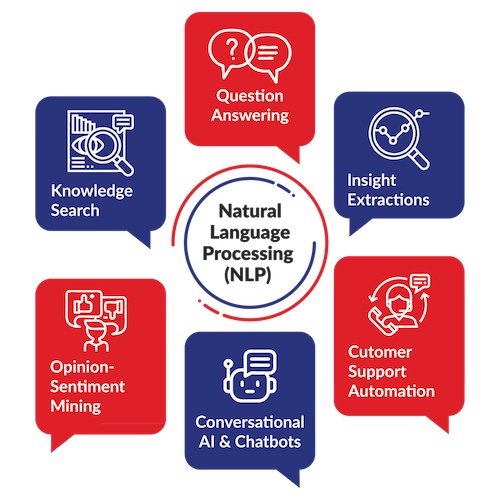 Question
Answering
Knowledge
Search
Insight
Extractions
Natural
Language
Processing
(NLP)
Opinion-
Sentiment
Mining
Cutomer
Support
Automation
Conversational
AI & Chatbots